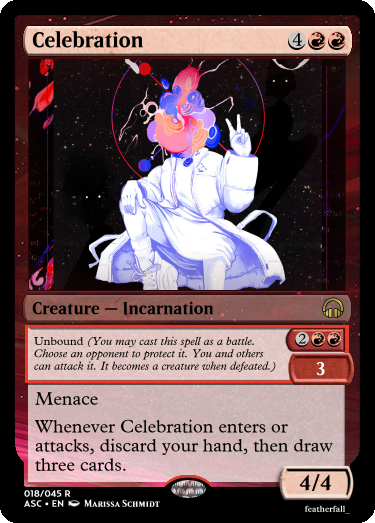 Celebration 4
Creature — Incarnation
Unbound (You may cast this spell as a battle. 2
Choose an opponent to protect it. You and others
can attack it. It becomes a creature when defeated.) 3
Menace
Whenever Celebration enters or
attacks, discard your hand, then draw
three cards.
4/4
018/045 R
ASC • EN Marissa Schmidt featherfall_